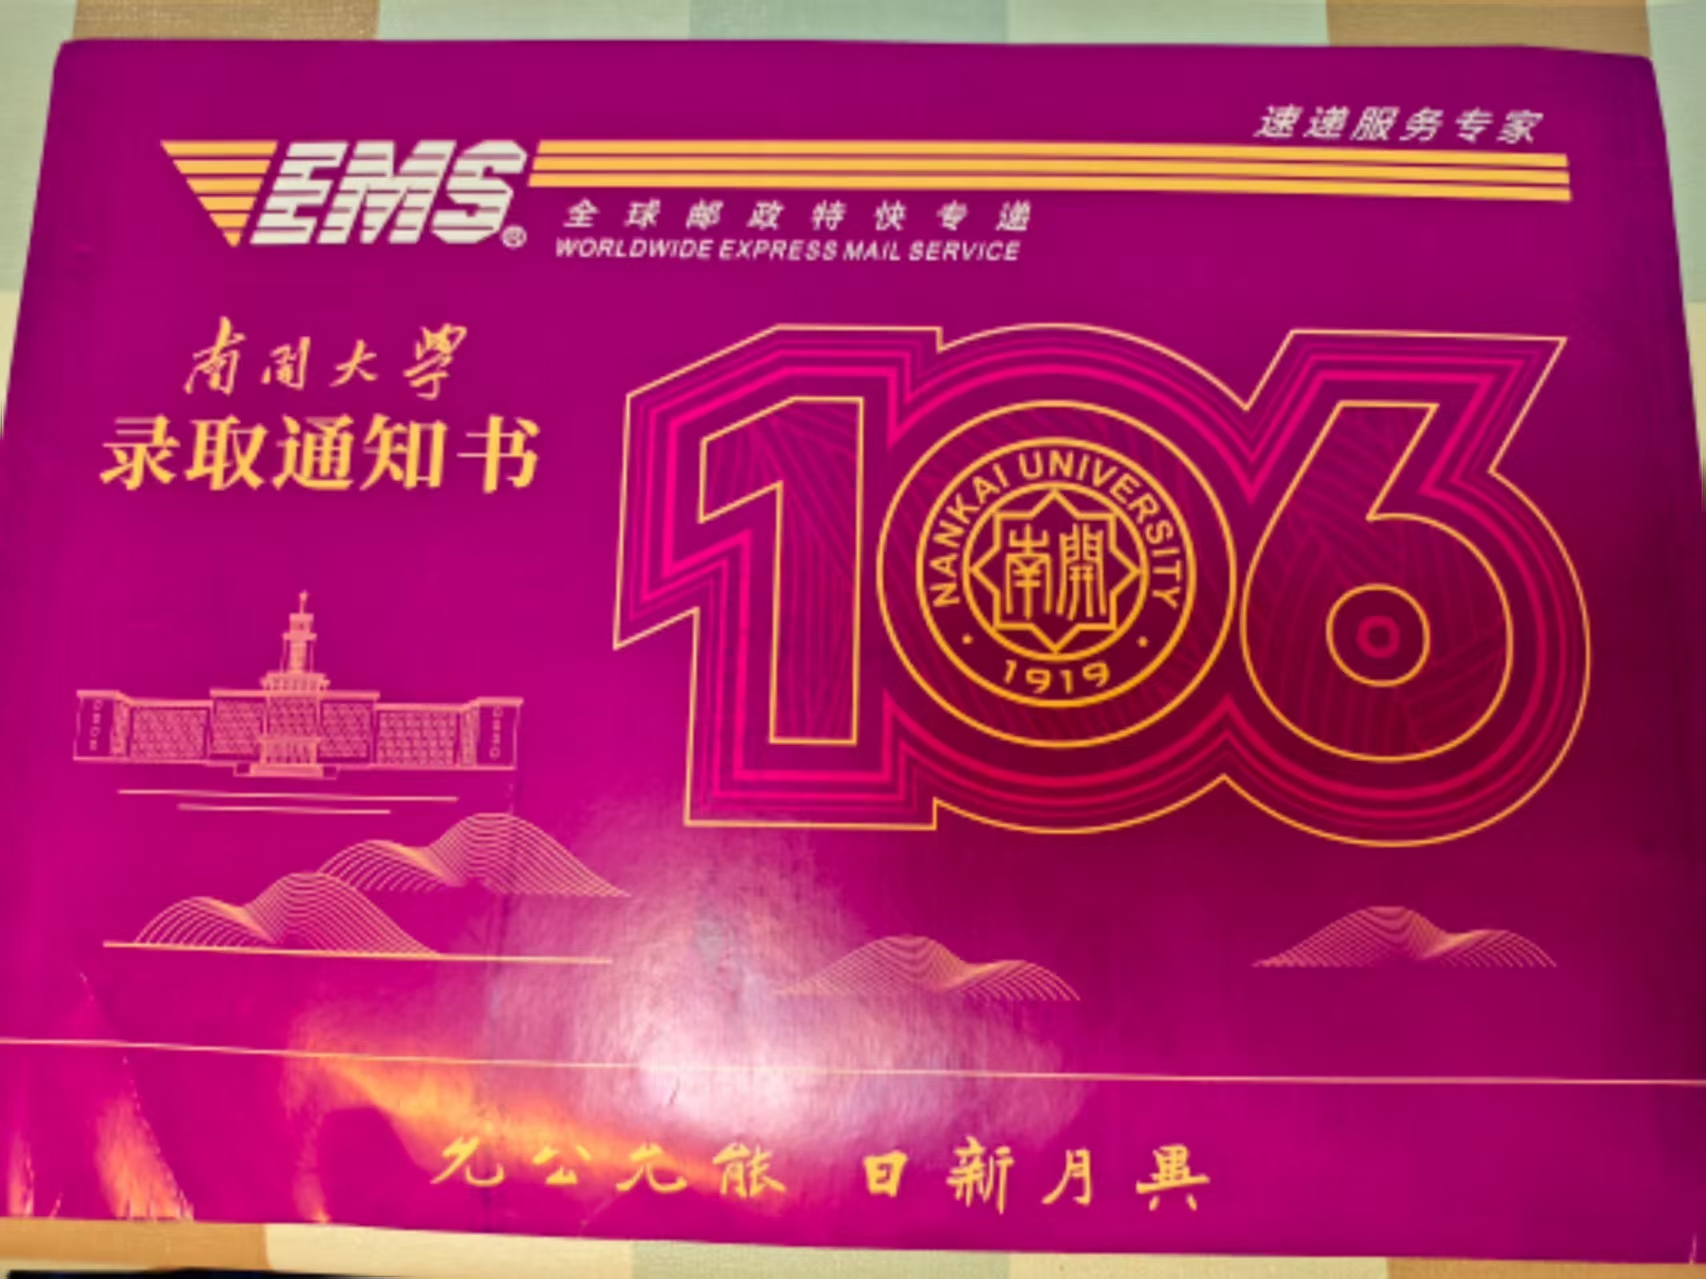 速递服务专家
EMS®
全球邮政特快专递
WORLDWIDE EXPRESS MAIL SERVICE
南開大學
录取通知书
106
NANKAI UNIVERSITY
南開
· 1919 ·
允公允能 日新月異